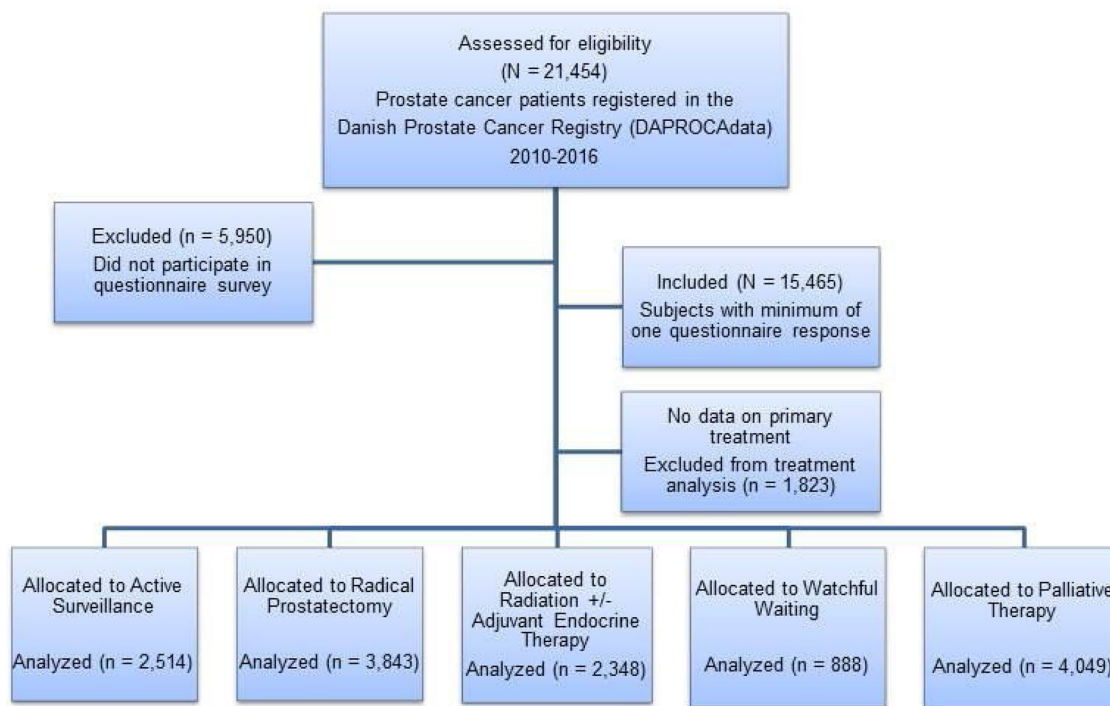 Assessed for eligibility
(N = 21,454)
Prostate cancer patients registered in the
Danish Prostate Cancer Registry (DAPROCAdata)
2010-2016
Excluded (n = 5,950)
Did not participate in
questionnaire survey
Included (N = 15,465)
Subjects with minimum of
one questionnaire response
No data on primary
treatment
Excluded from treatment
analysis (n = 1,823)
Allocated to Active
Surveillance
Analyzed (n = 2,514)
Allocated to Radical
Prostatectomy
Analyzed (n = 3,843)
Allocated to
Radiation +/-
Adjuvant Endocrine
Therapy
Analyzed (n = 2,348)
Allocated to Watchful
Waiting
Analyzed (n = 888)
Allocated to Palliative
Therapy
Analyzed (n = 4,049)